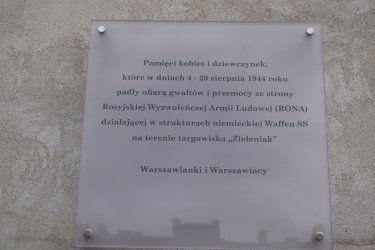 Pamięci kobiet i dziewczynek,
które w dniach 4 - 20 sierpnia 1944 roku
padły ofiarą gwałtów i przemocy ze strony
Rosyjskiej Wyzwoleńczej Armii Ludowej (RONA)
działającej w strukturach niemieckiej Waffen SS
na terenie targowiska „Zieleniak”
Warszawianki i Warszawiacy